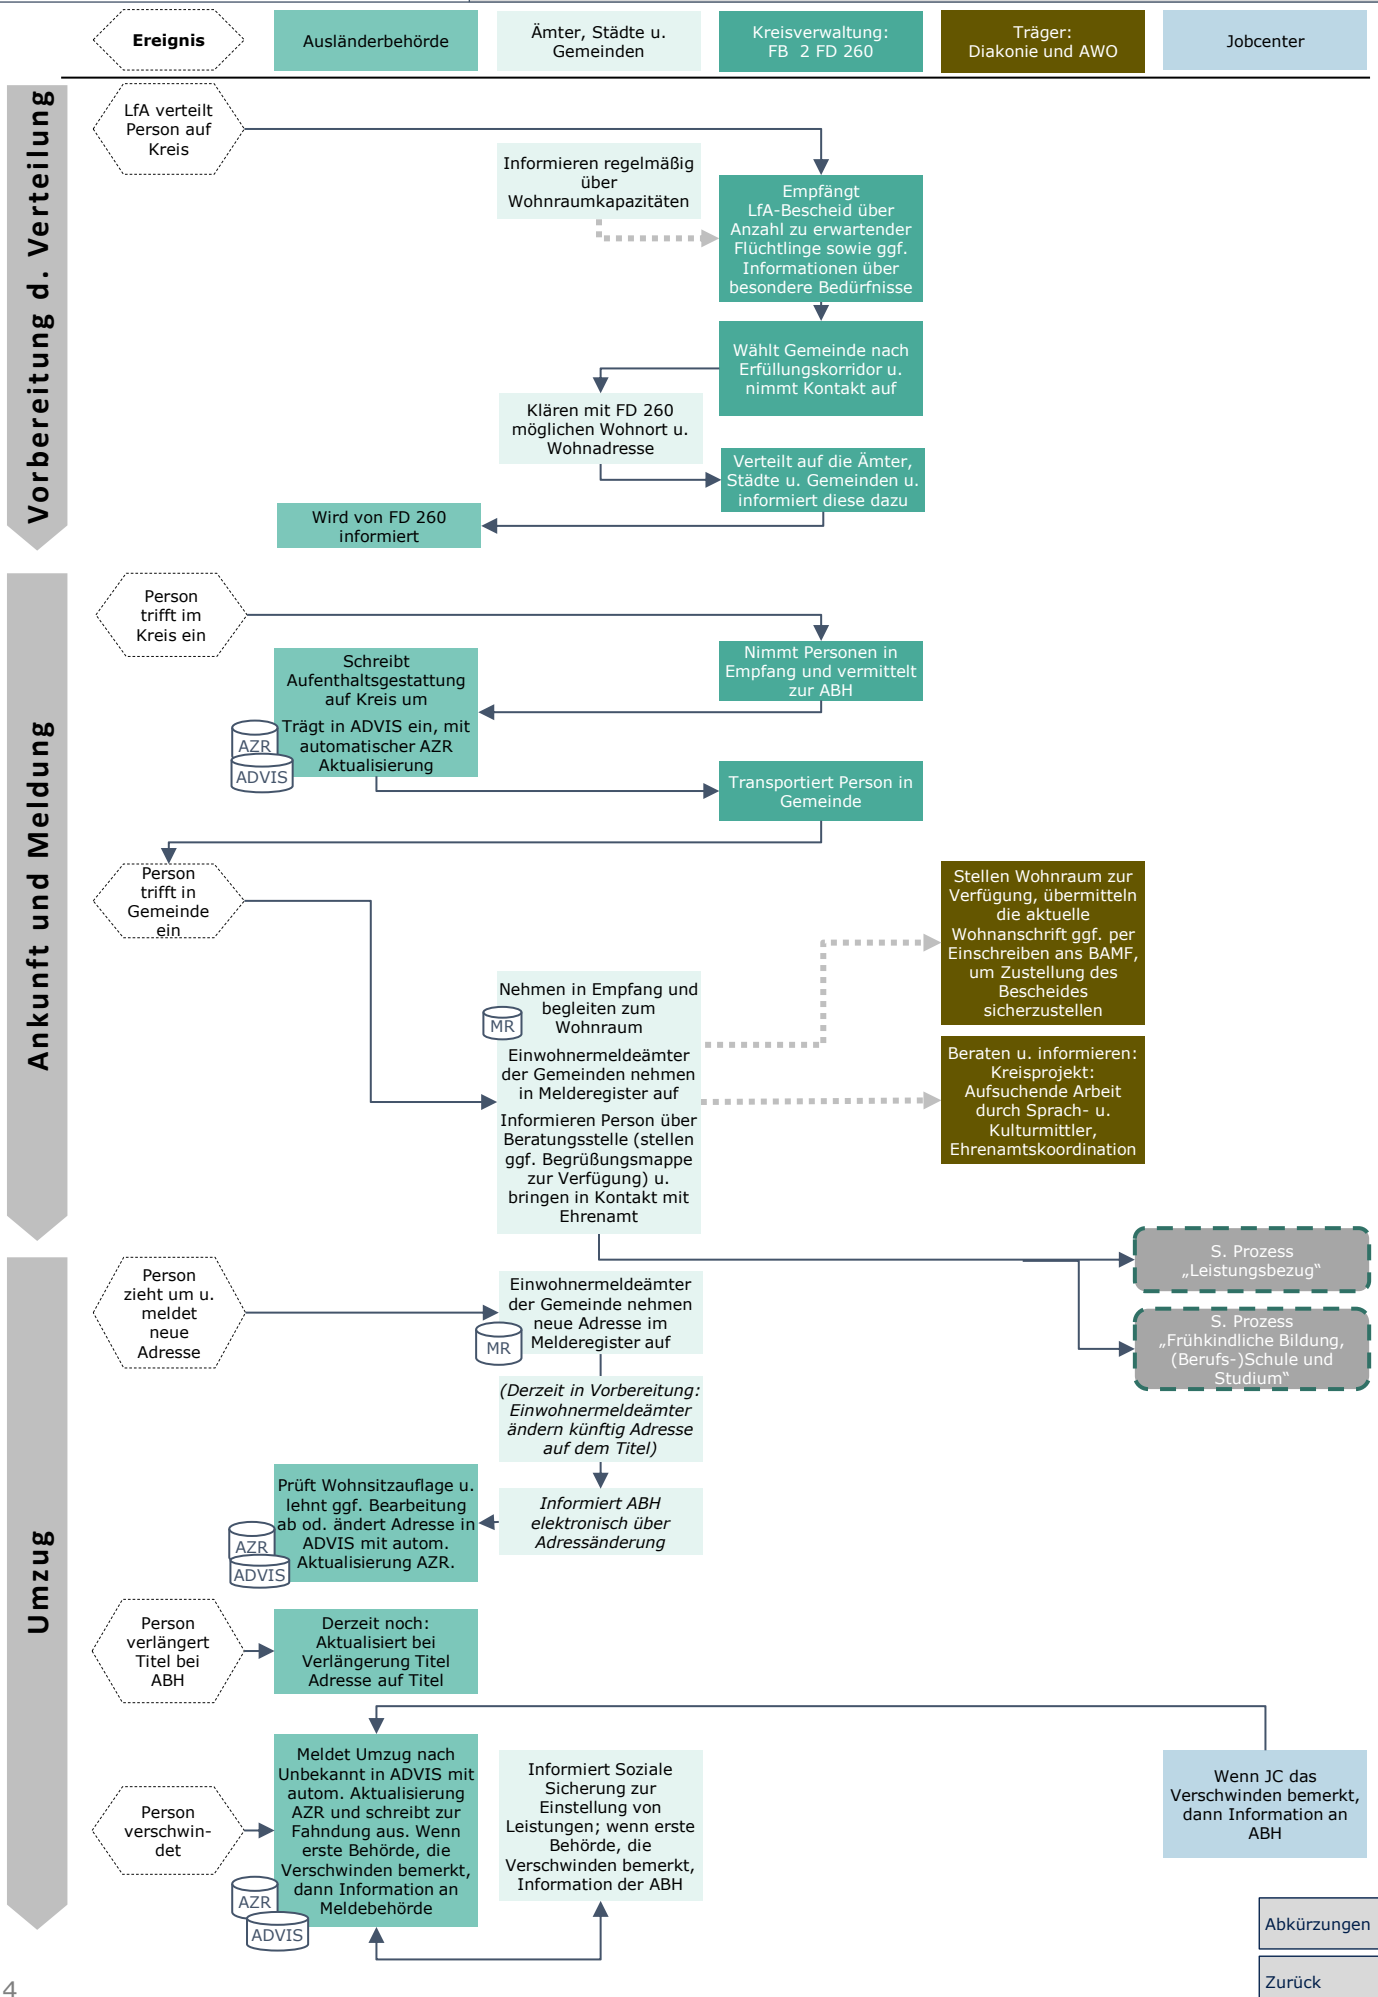 Ereignis
Ausländerbehörde
Ämter, Städte u.
Gemeinden
Kreisverwaltung:
FB  2 FD 260
Träger:
Diakonie und AWO
Jobcenter
Vorbereitung d. Verteilung
LfA verteilt
Person auf
Kreis
Informieren regelmäßig
über
Wohnraumkapazitäten
Empfängt
LfA-Bescheid über
Anzahl zu erwartender
Flüchtlinge sowie ggf.
Informationen über
besondere Bedürfnisse
Wählt Gemeinde nach
Erfüllungskorridor u.
nimmt Kontakt auf
Klären mit FD 260
möglichen Wohnort u.
Wohnadresse
Verteilt auf die Ämter,
Städte u. Gemeinden u.
informiert diese dazu
Wird von FD 260
informiert
Ankunft und Meldung
Person
trifft im
Kreis ein
Nimmt Personen in
Empfang und vermittelt
zur ABH
Schreibt
Aufenthaltsgestattung
auf Kreis um
Trägt in ADVIS ein, mit
automatischer AZR
Aktualisierung
AZR
ADVIS
Transportiert Person in
Gemeinde
Person
trifft in
Gemeinde
ein
Stellen Wohnraum zur
Verfügung, übermitteln
die aktuelle
Wohnanschrift ggf. per
Einschreiben ans BAMF,
um Zustellung des
Bescheides
sicherzustellen
Nehmen in Empfang und
begleiten zum
Wohnraum
MR
Einwohnermeldeämter
der Gemeinden nehmen
in Melderegister auf
Informieren Person über
Beratungsstelle (stellen
ggf. Begrüßungsmappe
zur Verfügung) u.
bringen in Kontakt mit
Ehrenamt
Beraten u. informieren:
Kreisprojekt:
Aufsuchende Arbeit
durch Sprach- u.
Kulturmittler,
Ehrenamtskoordination
S. Prozess
„Leistungsbezug“
S. Prozess
„Frühkindliche Bildung,
(Berufs-)Schule und
Studium“
Umzug
Person
zieht um u.
meldet
neue
Adresse
Einwohnermeldeämter
der Gemeinde nehmen
neue Adresse im
Melderegister auf
MR
(Derzeit in Vorbereitung:
Einwohnermeldeämter
ändern künftig Adresse
auf dem Titel)
Informiert ABH
elektronisch über
Adressänderung
Prüft Wohnsitzauflage u.
lehnt ggf. Bearbeitung
ab od. ändert Adresse in
ADVIS mit autom.
Aktualisierung AZR.
AZR
ADVIS
Person
verlängert
Titel bei
ABH
Derzeit noch:
Aktualisiert bei
Verlängerung Titel
Adresse auf Titel
Person
verschwin-
det
Meldet Umzug nach
Unbekannt in ADVIS mit
autom. Aktualisierung
AZR und schreibt zur
Fahndung aus. Wenn
erste Behörde, die
Verschwinden bemerkt,
dann Information an
Meldebehörde
AZR
ADVIS
Informiert Soziale
Sicherung zur
Einstellung von
Leistungen; wenn erste
Behörde, die
Verschwinden bemerkt,
Information der ABH
Wenn JC das
Verschwinden bemerkt,
dann Information an
ABH
Abkürzungen
Zurück
4